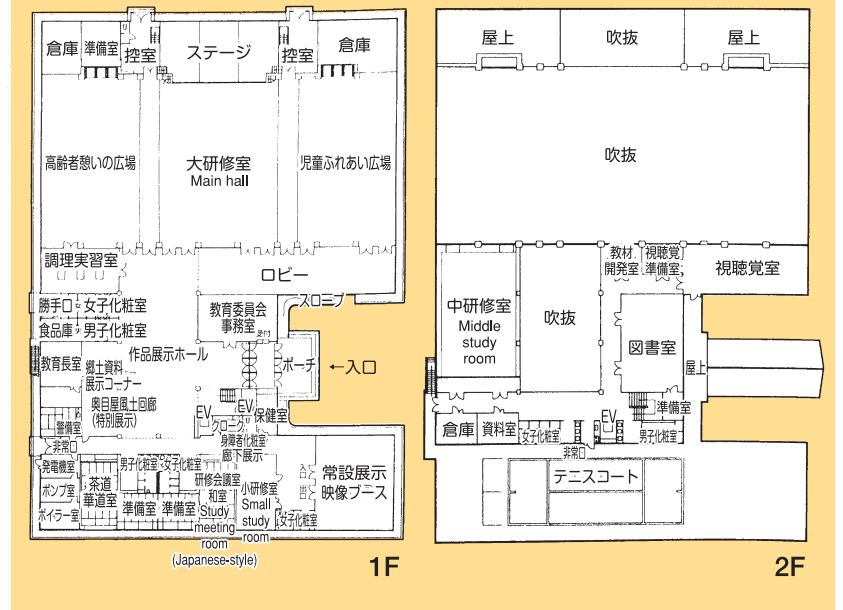 倉庫
準備室
控室
ステージ
控室
倉庫
高齢者憩いの広場
大研修室
Main hall
児童ふれあい広場
調理実習室
ロビー
スロープ
勝手口
女子化粧室
食品庫
男子化粧室
教育委員会
事務室
受付
教育長室
作品展示ホール
郷土資料
展示コーナー
奥目屋風土回廊
(特別展示)
ポーチ
←入口
警備室
非常口
EV
EV
クローク
保健室
身障者化粧室
廊下展示
発電機室
ポンプ室
ボイラー室
茶道
華道室
男子化粧室
女子化粧室
準備室
準備室
研修会議室
和室
Study
meeting
room
(Japanese-style)
小研修室
Small
study
room
入口
出口
女子化粧室
常設展示
映像ブース
1F
屋上
吹抜
屋上
吹抜
教材
開発室
視聴覚
準備室
視聴覚室
中研修室
Middle
study
room
吹抜
図書室
屋上
倉庫
資料室
女子化粧室
EV
男子化粧室
準備室
非常口
テニスコート
2F